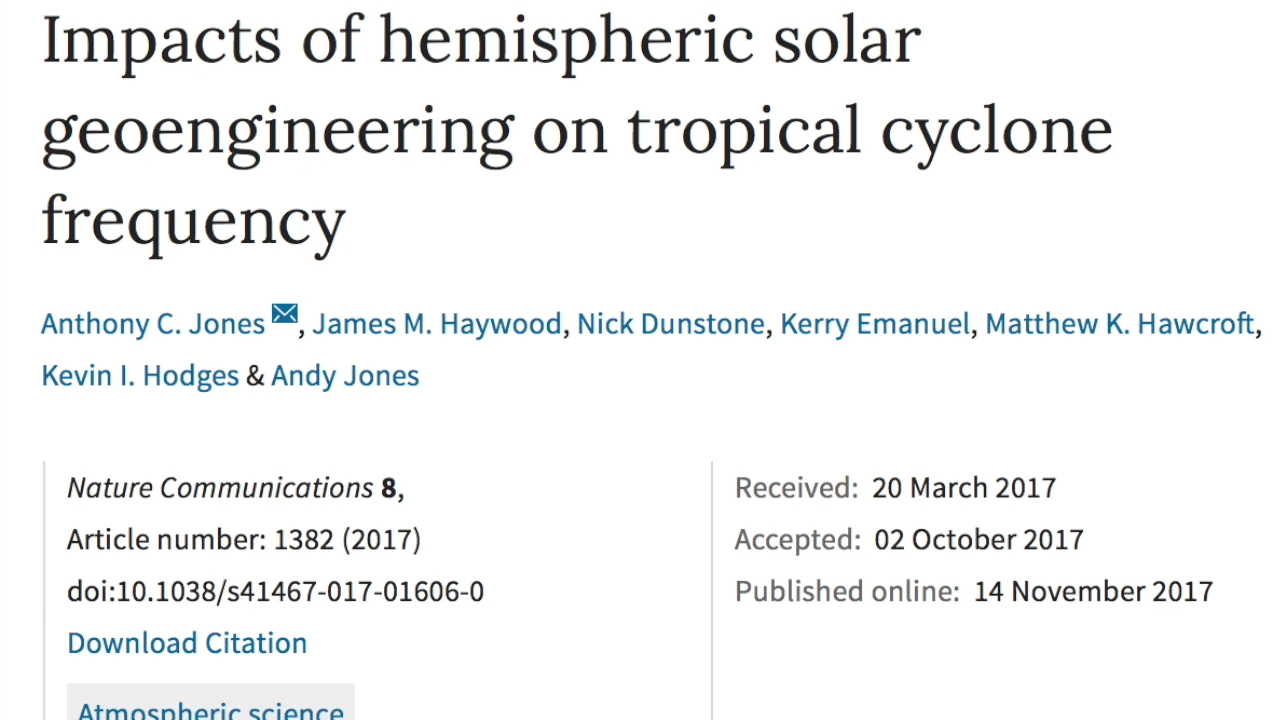 Impacts of hemispheric solar
geoengineering on tropical cyclone
frequency
Anthony C. Jones, James M. Haywood, Nick Dunstone, Kerry Emanuel, Matthew K. Hawcroft,
Kevin I. Hodges & Andy Jones
Nature Communications 8,
Article number: 1382 (2017)
doi:10.1038/s41467-017-01606-0
Download Citation
Atmospheric science
Received: 20 March 2017
Accepted: 02 October 2017
Published online: 14 November 2017